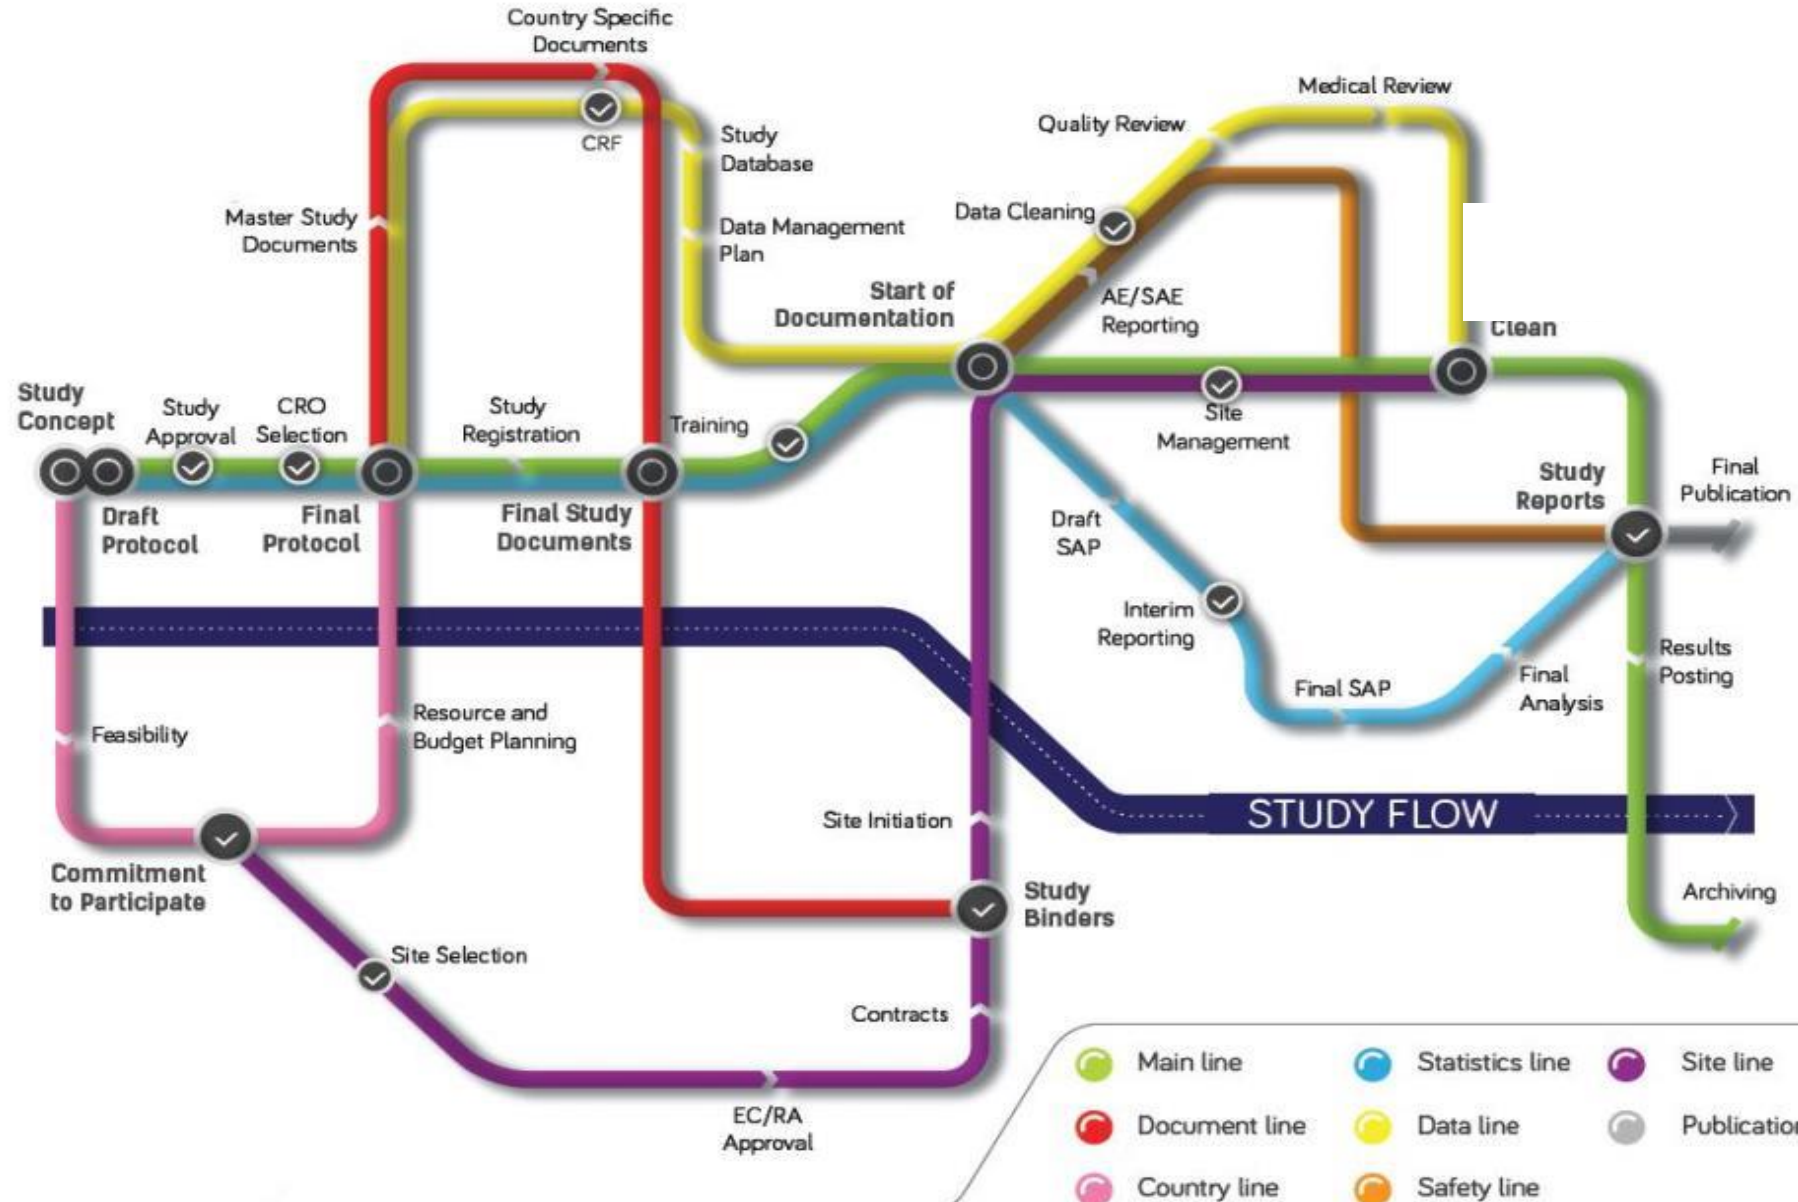 Country Specific
Documents
CRF
Study
Database
Master Study
Documents
Data Management
Plan
Medical Review
Quality Review
Data Cleaning
Start of
Documentation
AE/SAE
Reporting
Clean
Study
Concept
Study
Approval
CRO
Selection
Study
Registration
Training
Site
Management
Study
Reports
Final
Publication
Draft
Protocol
Final
Protocol
Final Study
Documents
Draft
SAP
Interim
Reporting
Final SAP
Final
Analysis
Results
Posting
Feasibility
Resource and
Budget Planning
Site Initiation
STUDY FLOW
Commitment
to Participate
Study
Binders
Archiving
Site Selection
Contracts
EC/RA
Approval
Main line
Statistics line
Site line
Document line
Data line
Publication
Country line
Safety line